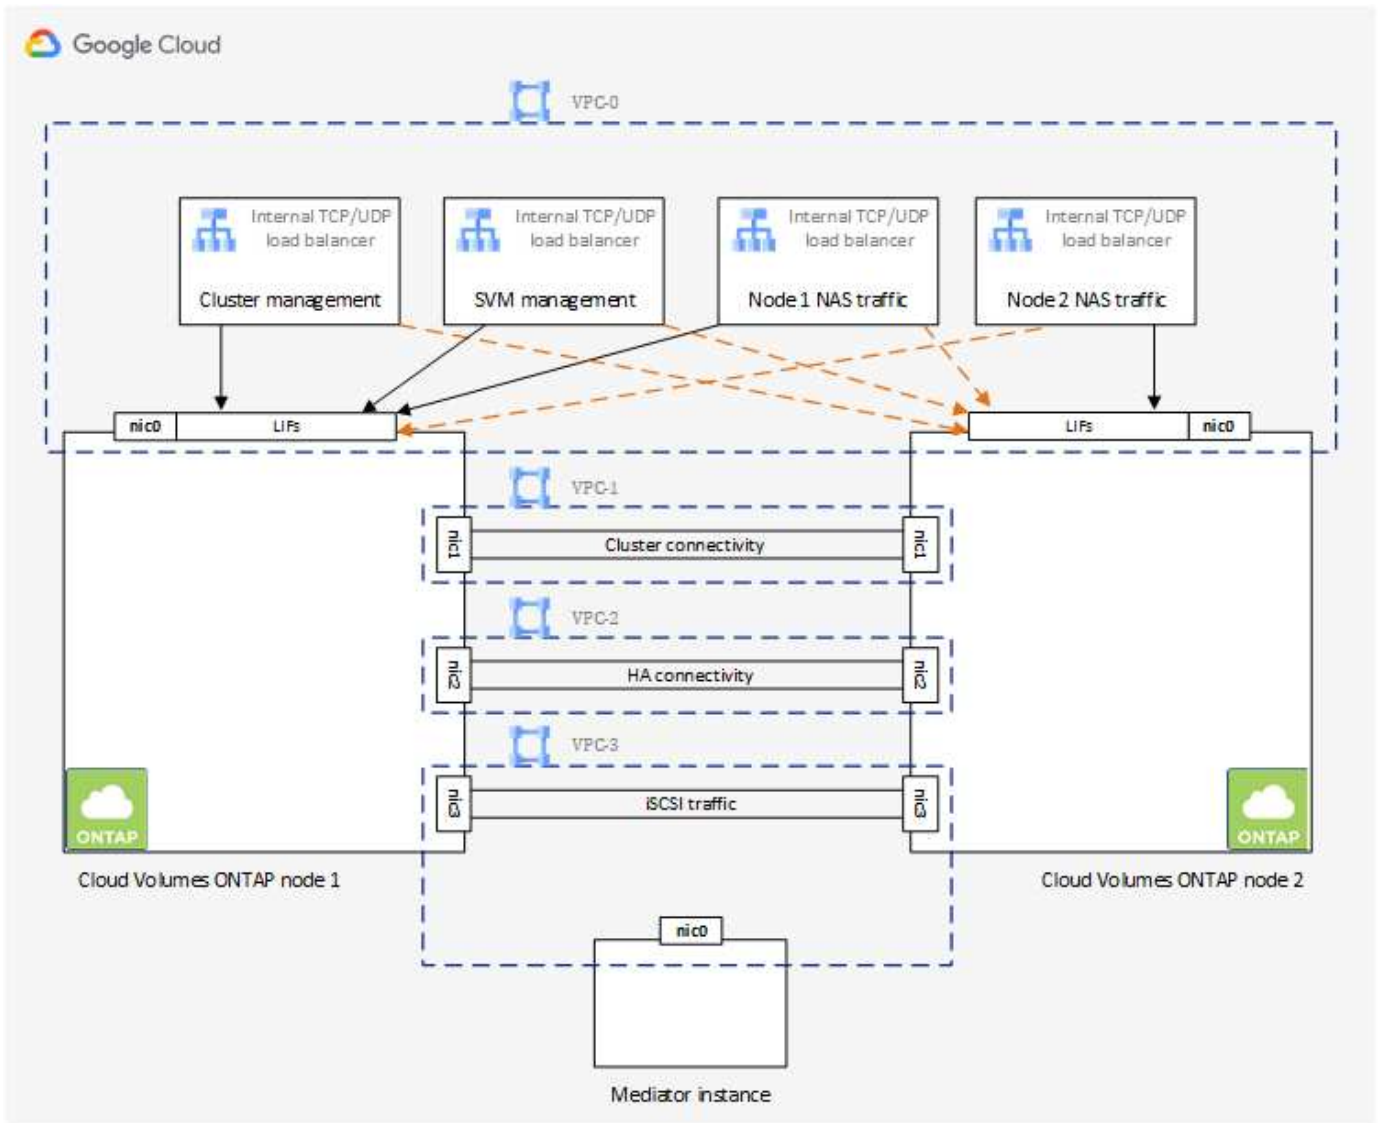 Google Cloud
VPC-0
Internal TCP/UDP
load balancer
Cluster management
Internal TCP/UDP
load balancer
SVM management
Internal TCP/UDP
load balancer
Node 1 NAS traffic
Internal TCP/UDP
load balancer
Node 2 NAS traffic
nic0
LIFs
LIFs
nic0
VPC-1
nic1
Cluster connectivity
nic1
VPC-2
nic2
HA connectivity
nic2
VPC-3
nic3
iSCSI traffic
nic3
ONTAP
ONTAP
Cloud Volumes ONTAP node 1
Cloud Volumes ONTAP node 2
nic0
Mediator instance